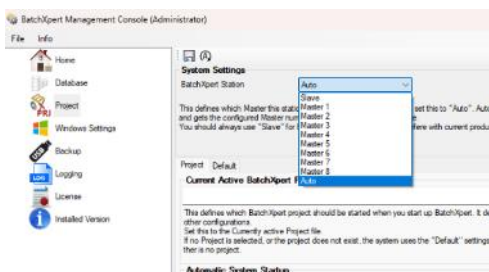 BatchXpert Management Console (Administrator)
File Info
Home
Database
Project
Windows Settings
Backup
Logging
License
Installed Version
System Settings
BatchXpert Station Auto
Slave
Master 1
Master 2
Master 3
Master 4
Master 5
Master 6
Master 7
Master 8
Auto
This defines which Master this static set this to "Auto". Auto
and gets the configured Master num
You should always use "Slave" for fere with current produ
Project Default
Current Active BatchXpert P
This defines which BatchXpert project should be started when you start up BatchXpert. It de
other configurations.
Set this to the Currently active Project file.
If no Project is selected, or the project does not exist, the system uses the "Default" settings
ther is no project.
Automatic System Startup